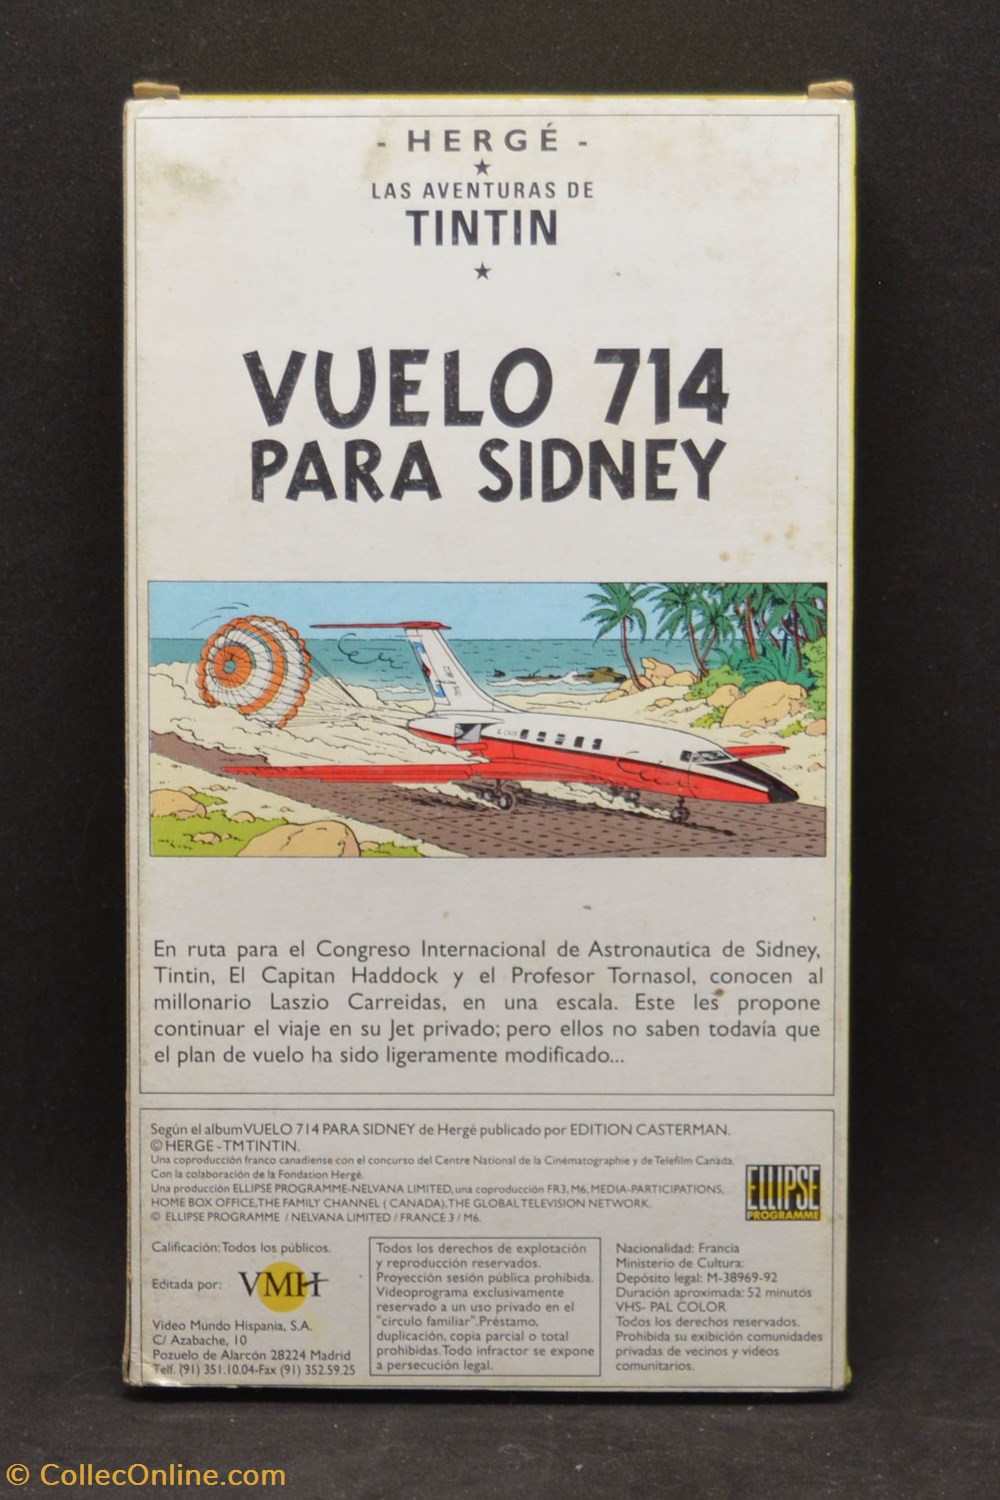 - HERGÉ -
LAS AVENTURAS DE
TINTIN
VUELO 714
PARA SIDNEY
En ruta para el Congreso Internacional de Astronautica de Sidney,
Tintin, El Capitan Haddock y el Profesor Tornasol, conocen al
millonario Laszio Carreidas, en una escala. Este les propone
continuar el viaje en su Jet privado; pero ellos no saben todavía que
el plan de vuelo ha sido ligeramente modificado...
Según el album VUELO 714 PARA SIDNEY de Hergé publicado por EDITION CASTERMAN.
© HERGE - TM TINTIN.
Una coproducción franco canadiense con el concurso del Centre National de la Cinématographie y de Telefilm Canada.
Con la colaboración de la Fondation Hergé.
Una producción ELLIPSE PROGRAMME-NELVANA LIMITED, una coproducción FR3, M6, MEDIA-PARTICIPATIONS,
HOME BOX OFFICE, THE FAMILY CHANNEL ( CANADA), THE GLOBAL TELEVISION NETWORK.
© ELLIPSE PROGRAMME / NELVANA LIMITED / FRANCE 3 / M6.
ELLIPSE
PROGRAMME
Calificación: Todos los públicos.
Editada por: VMH
Video Mundo Hispania, S.A.
C/ Azabache, 10
Pozuelo de Alarcón 28224 Madrid
Telf. (91) 351.10.04-Fax (91) 352.59.25
Todos los derechos de explotación
y reproducción reservados.
Proyección sesión pública prohibida.
Videoprograma exclusivamente
reservado a un uso privado en el
"circulo familiar". Préstamo,
duplicación, copia parcial o total
prohibidas. Todo infractor se expone
a persecución legal.
Nacionalidad: Francia
Ministerio de Cultura:
Depósito legal: M-38969-92
Duración aproximada: 52 minutos
VHS- PAL COLOR
Todos los derechos reservados.
Prohibida su exibición comunidades
privadas de vecinos y videos
comunitarios.
© CollecOnline.com